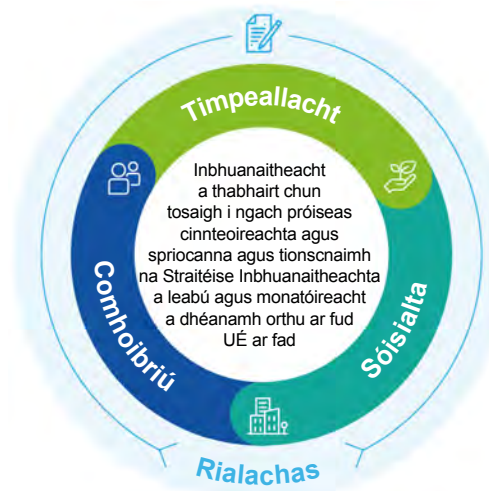 Timpeallacht
Inbhuanaitheacht
a thabhairt chun
tosaigh i ngach próiseas
cinnteoireachta agus
spriocanna agus tionscnaimh
na Straitéise Inbhuanaitheachta
a leabú agus monatóireacht
a dhéanamh orthu ar fud
UÉ ar fad
Comhoibriú
Sóisialta
Rialachas